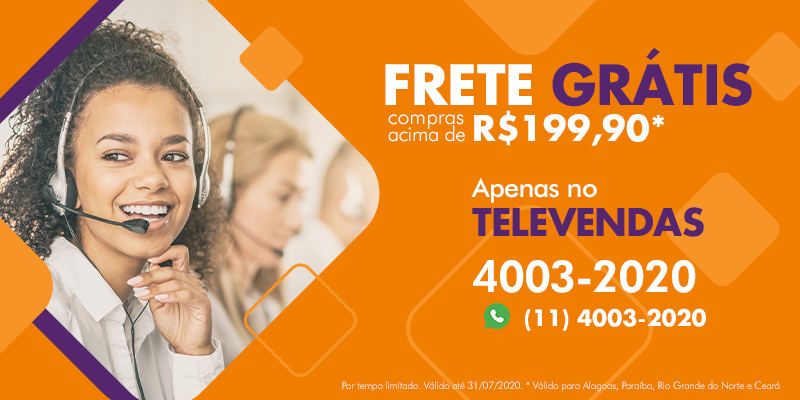 FRETE GRÁTIS
compras
acima de R$199,90*
Apenas no
TELEVENDAS
4003-2020
(11) 4003-2020
Por tempo limitado. Válido até 31/07/2020. * Válido para Alagoas, Paraíba, Rio Grande do Norte e Ceará